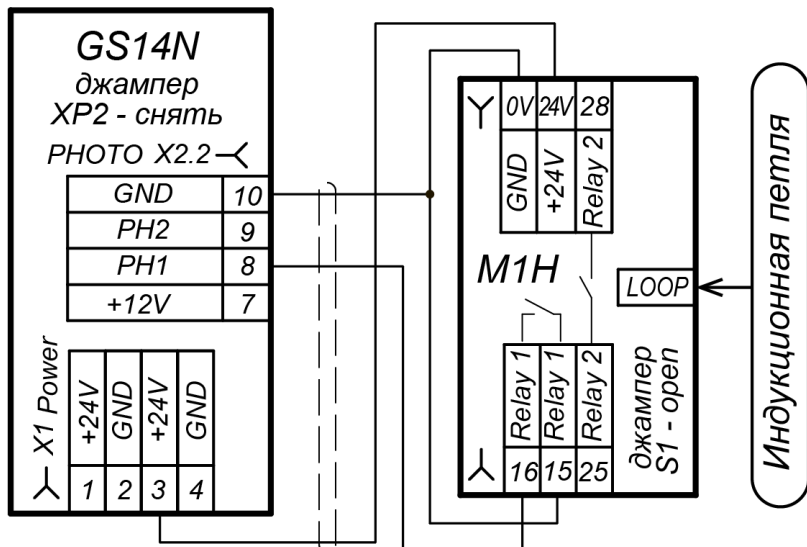 GS14N
джампер
XP2 - снять
PHOTO X2.2
GND 10
PH2 9
PH1 8
+12V 7
X1 Power
+24V GND +24V GND
1 2 3 4
0V 24V 28
GND +24V Relay 2
M1H
LOOP
Relay 1 Relay 1 Relay 2
16 15 25
джампер
S1 - open
Индукционная петля